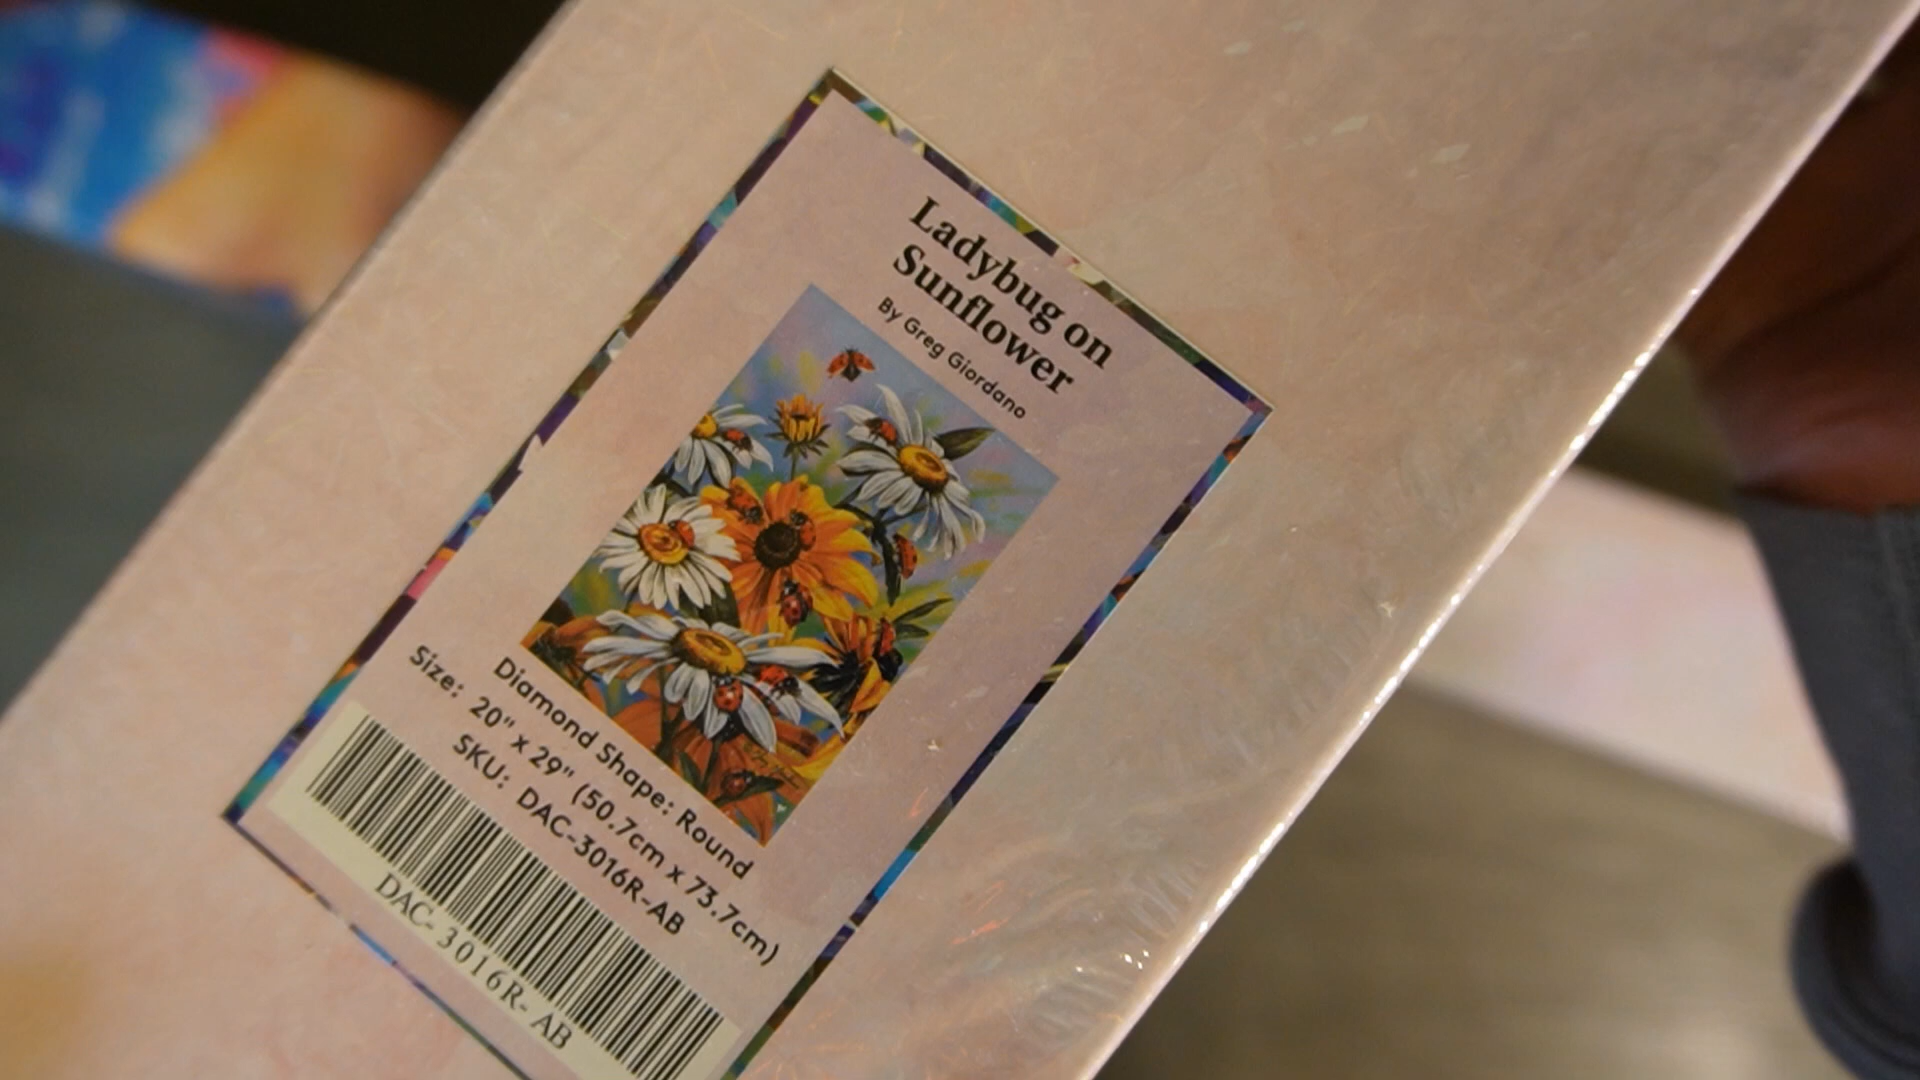 Ladybug on
Sunflower
By Greg Giordano
Diamond Shape: Round
Size: 20" x 29" (50.7cm x 73.7cm)
SKU: DAC-3016R-AB
DAC-3016R-AB